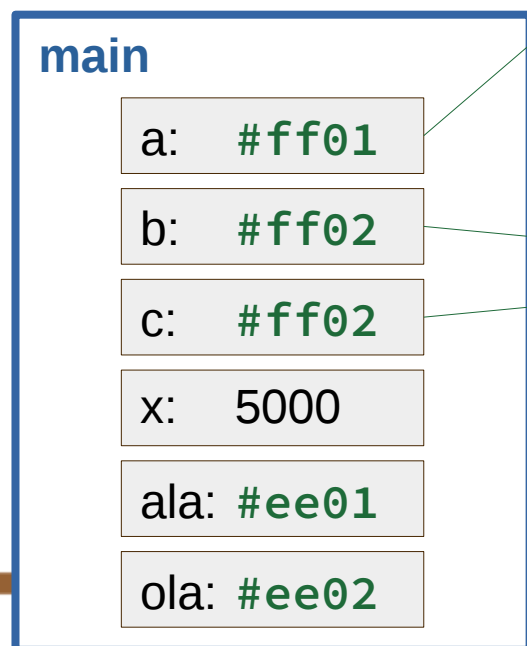 main
a: #ff01
b: #ff02
c: #ff02
x: 5000
ala: #ee01
ola: #ee02